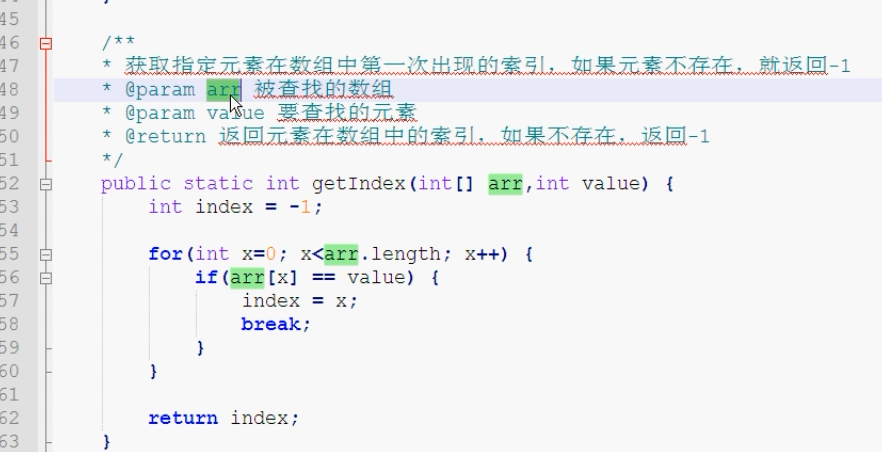 45
46 /**
47 * 获取指定元素在数组中第一次出现的索引，如果元素不存在，就返回-1
48 * @param arr 被查找的数组
49 * @param value 要查找的元素
50 * @return 返回元素在数组中的索引，如果不存在，返回-1
51 */
52 public static int getIndex(int[] arr,int value) {
53 int index = -1;
54
55 for(int x=0; x<arr.length; x++) {
56 if(arr[x] == value) {
57 index = x;
58 break;
59 }
60 }
61
62 return index;
63 }